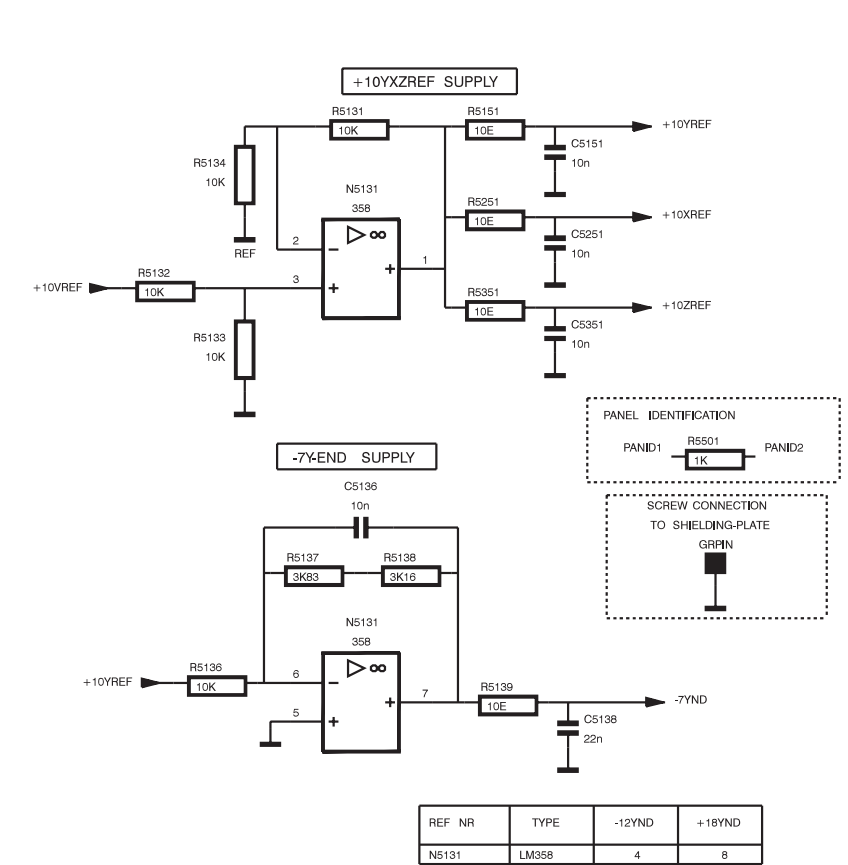 +10YXZREF SUPPLY
R5131
10K
R5151
10E
+10YREF
C5151
10n
R5134
10K
REF
N5131
358
∞
2
3
1
R5251
10E
+10XREF
C5251
10n
+10VREF
R5132
10K
R5133
10K
R5351
10E
+10ZREF
C5351
10n
PANEL IDENTIFICATION
PANID1
R5501
1K
PANID2
-7Y-END SUPPLY
C5136
10n
R5137
3K83
R5138
3K16
SCREW CONNECTION
TO SHIELDING-PLATE
GRPIN
N5131
358
∞
+10YREF
R5136
10K
6
5
7
R5139
10E
-7YND
C5138
22n
REF NR TYPE -12YND +18YND
N5131 LM358 4 8